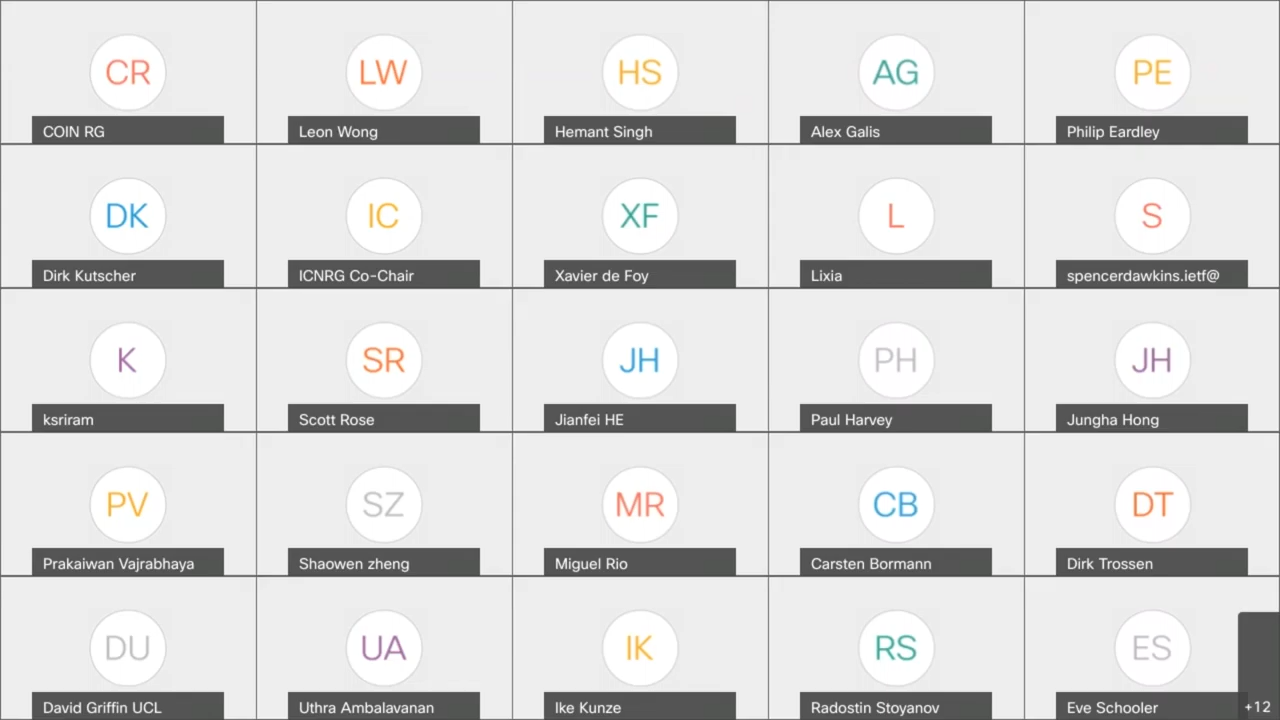 CR
COIN RG
LW
Leon Wong
HS
Hemant Singh
AG
Alex Galis
PE
Philip Eardley
DK
Dirk Kutscher
IC
ICNRG Co-Chair
XF
Xavier de Foy
L
Lixia
S
spencerdawkins.ietf@
K
ksriram
SR
Scott Rose
JH
Jianfei HE
PH
Paul Harvey
JH
Jungha Hong
PV
Prakaiwan Vajrabhaya
SZ
Shaowen zheng
MR
Miguel Rio
CB
Carsten Bormann
DT
Dirk Trossen
DU
David Griffin UCL
UA
Uthra Ambalavanan
IK
Ike Kunze
RS
Radostin Stoyanov
ES
Eve Schooler
+12